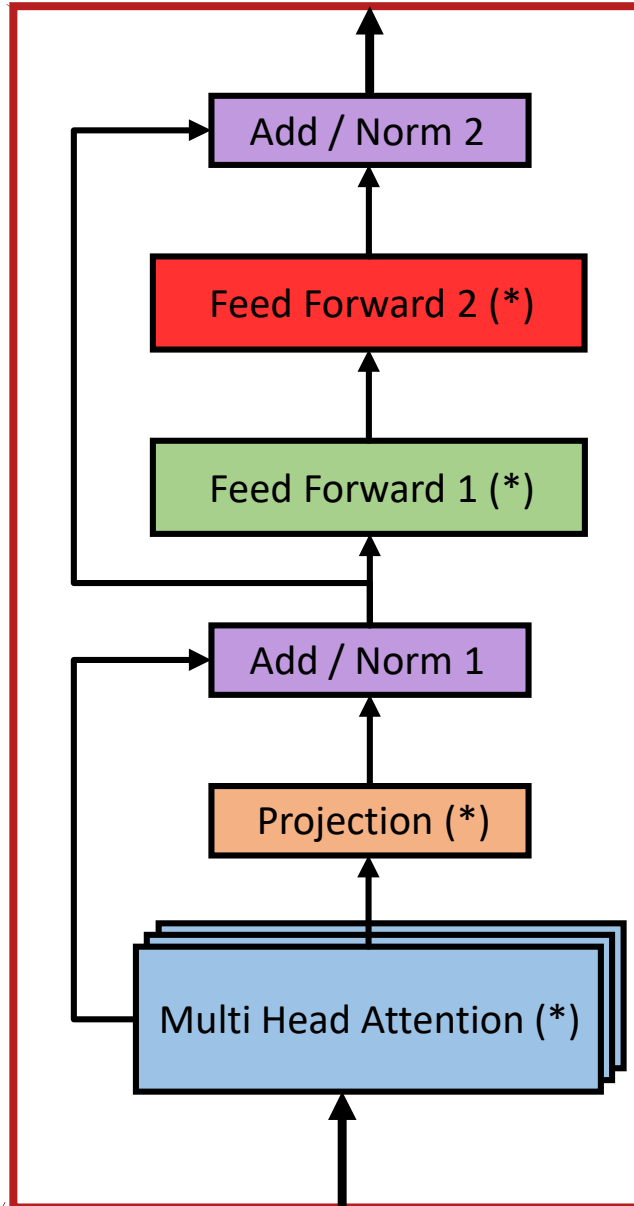 Add / Norm 2
Feed Forward 2 (*)
Feed Forward 1 (*)
Add / Norm 1
Projection (*)
Multi Head Attention (*)